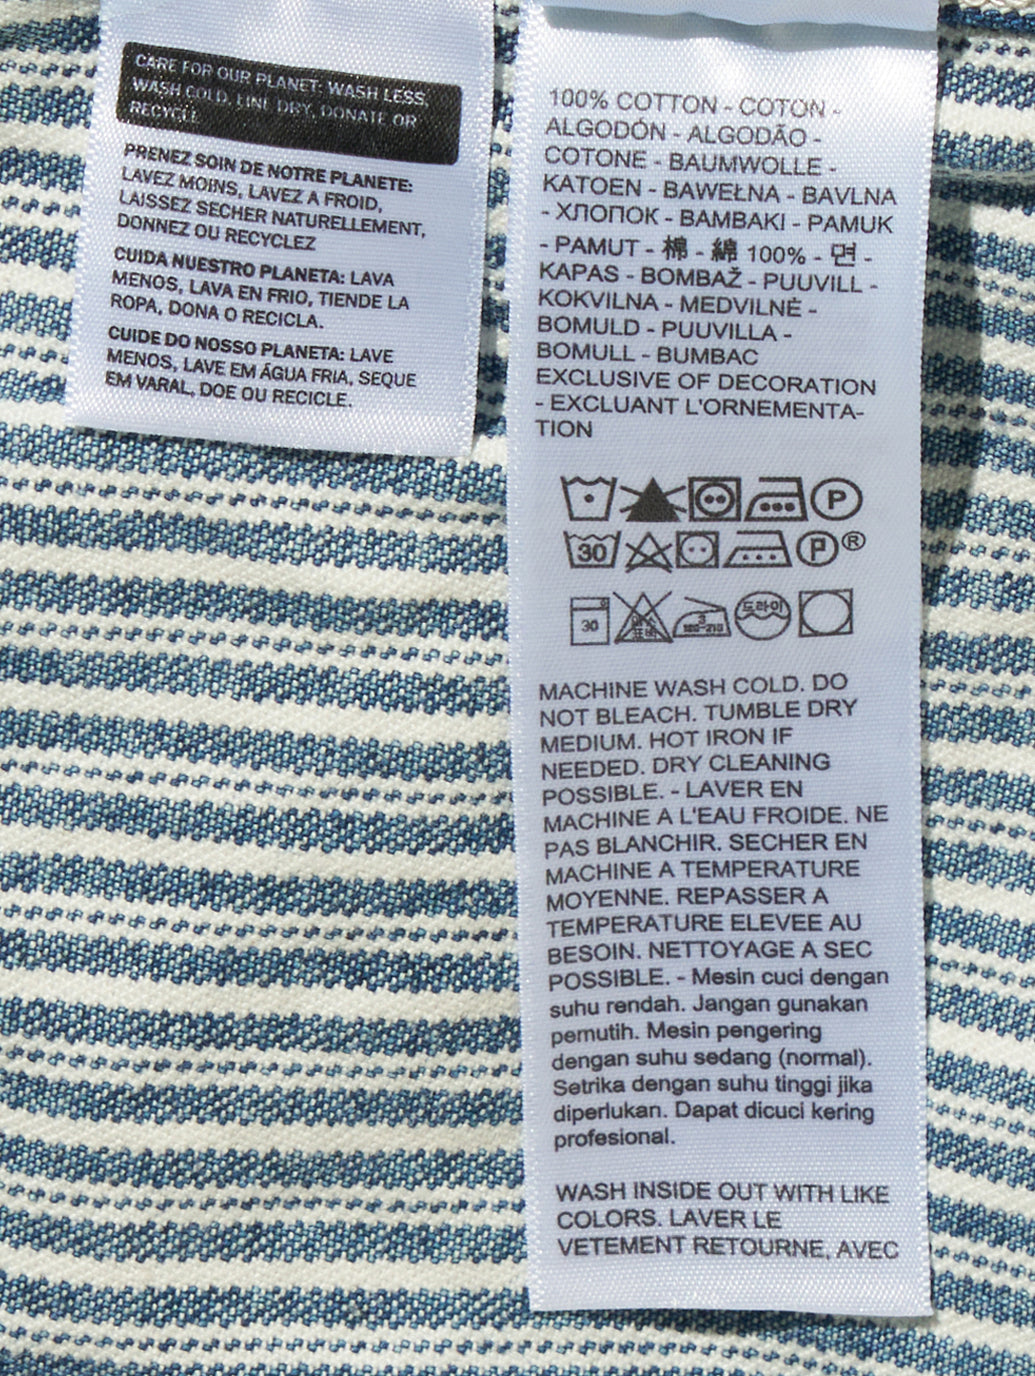 CARE FOR OUR PLANET: WASH LESS,
WASH COLD, LINE DRY, DONATE OR
RECYCLE
PRENEZ SOIN DE NOTRE PLANETE:
LAVEZ MOINS, LAVEZ A FROID,
LAISSEZ SECHER NATURELLEMENT,
DONNEZ OU RECYCLEZ
CUIDA NUESTRO PLANETA: LAVA
MENOS, LAVA EN FRIO, TIENDE LA
ROPA, DONA O RECICLA.
CUIDE DO NOSSO PLANETA: LAVE
MENOS, LAVE EM ÁGUA FRIA, SEQUE
EM VARAL, DOE OU RECICLE.
100% COTTON - COTON -
ALGODÓN - ALGODÃO -
COTONE - BAUMWOLLE -
KATOEN - BAWEŁNA - BAVLNA
- ХЛОПОК - BAMBAKI - PAMUK
- PAMUT - 棉 - 綿 100% - 면 -
KAPAS - BOMBAŽ - PUUVILL -
KOKVILNA - MEDVILNĖ -
BOMULD - PUUVILLA -
BOMULL - BUMBAC
EXCLUSIVE OF DECORATION
- EXCLUANT L'ORNEMENTA-
TION
P
30 P®
30 3 드라이
MACHINE WASH COLD. DO
NOT BLEACH. TUMBLE DRY
MEDIUM. HOT IRON IF
NEEDED. DRY CLEANING
POSSIBLE. - LAVER EN
MACHINE A L'EAU FROIDE. NE
PAS BLANCHIR. SECHER EN
MACHINE A TEMPERATURE
MOYENNE. REPASSER A
TEMPERATURE ELEVEE AU
BESOIN. NETTOYAGE A SEC
POSSIBLE. - Mesin cuci dengan
suhu rendah. Jangan gunakan
pemutih. Mesin pengering
dengan suhu sedang (normal).
Setrika dengan suhu tinggi jika
diperlukan. Dapat dicuci kering
profesional.
WASH INSIDE OUT WITH LIKE
COLORS. LAVER LE
VETEMENT RETOURNE, AVEC